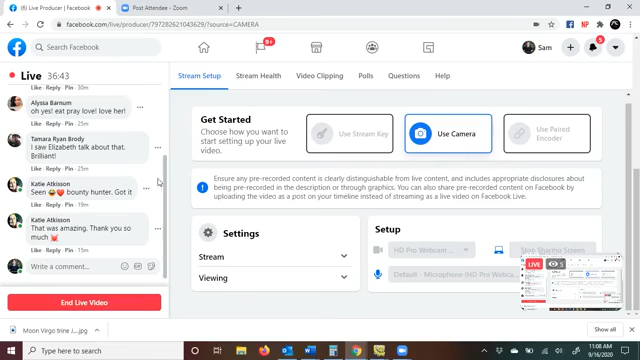 (6) Live Producer | Facebook
Post Attendee - Zoom
facebook.com/live/producer/797282621043629/?source=CAMERA
Search Facebook
9+
Sam
5
Live 36:43
Like · Reply · Pin · 30m
Alyssa Barnum
oh yes! eat pray love! love her!
Like · Reply · Pin · 25m
Tamara Ryan Brody
I saw Elizabeth talk about that.
Brilliant!
Like · Reply · Pin · 25m
Katie Atkisson
Seen 😂❤️ bounty hunter. Got it
Like · Reply · Pin · 19m
Katie Atkisson
That was amazing. Thank you so
much 💓
Like · Reply · Pin · 15m
Write a comment...
End Live Video
Stream Setup
Stream Health
Video Clipping
Polls
Questions
Help
Get Started
Choose how you want
to start setting up your live
video.
Use Stream Key
Use Camera
Use Paired
Encoder
Ensure any pre-recorded content is clearly distinguishable from live content, and includes appropriate disclosures about
being pre-recorded in the description or through graphics. You can also share pre-recorded content on Facebook by
uploading the video as a post on your timeline instead of streaming as a live video on Facebook Live.
Settings
Stream
Viewing
Setup
HD Pro Webcam ...
Stop Sharing Screen
Default - Microphone (HD Pro Webcam
LIVE
5
Moon Virgo trine J....jpg
Show all
Type here to search
11:08 AM
9/16/2020